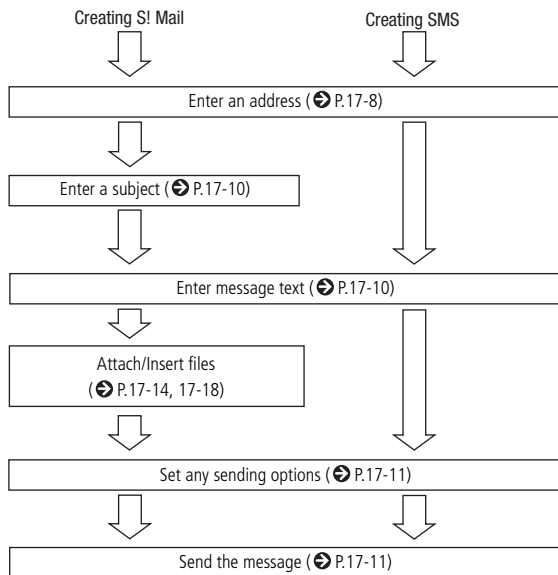 Creating S! Mail
Creating SMS
Enter an address (➲ P.17-8)
Enter a subject (➲ P.17-10)
Enter message text (➲ P.17-10)
Attach/Insert files
(➲ P.17-14, 17-18)
Set any sending options (➲ P.17-11)
Send the message (➲ P.17-11)